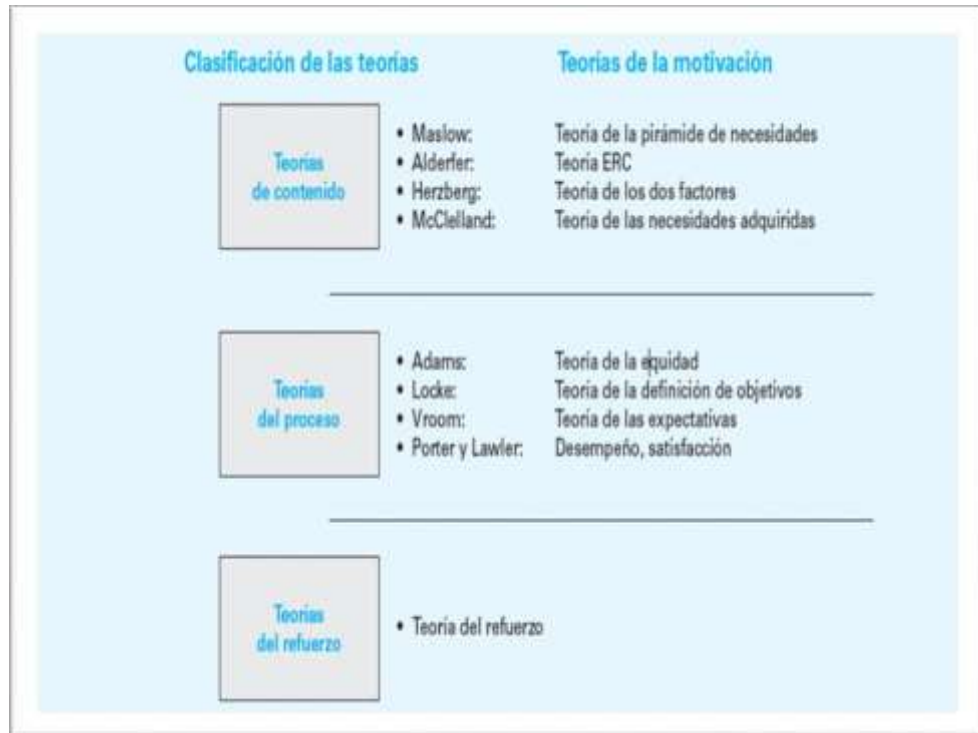 Clasificación de las teorías Teorías de la motivación
Teorías
de contenido
• Maslow: Teoría de la pirámide de necesidades
• Alderfer: Teoría ERC
• Herzberg: Teoría de los dos factores
• McClelland: Teoría de las necesidades adquiridas
Teorías
del proceso
• Adams: Teoría de la equidad
• Locke: Teoría de la definición de objetivos
• Vroom: Teoría de las expectativas
• Porter y Lawler: Desempeño, satisfacción
Teorías
del refuerzo
• Teoría del refuerzo